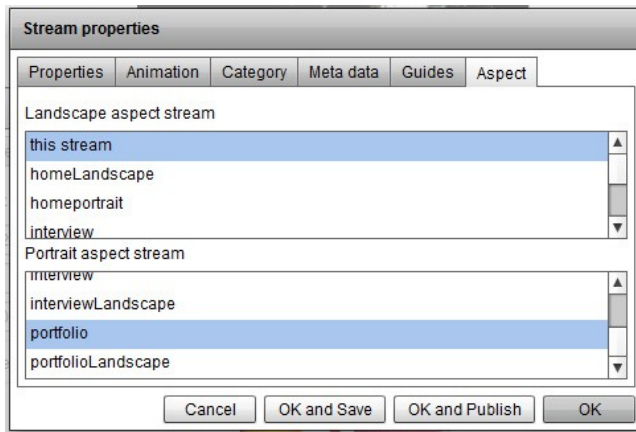 Stream properties
Properties Animation Category Meta data Guides Aspect
Landscape aspect stream
this stream
homeLandscape
homeportrait
interview
Portrait aspect stream
interview
interviewLandscape
portfolio
portfolioLandscape
Cancel OK and Save OK and Publish OK